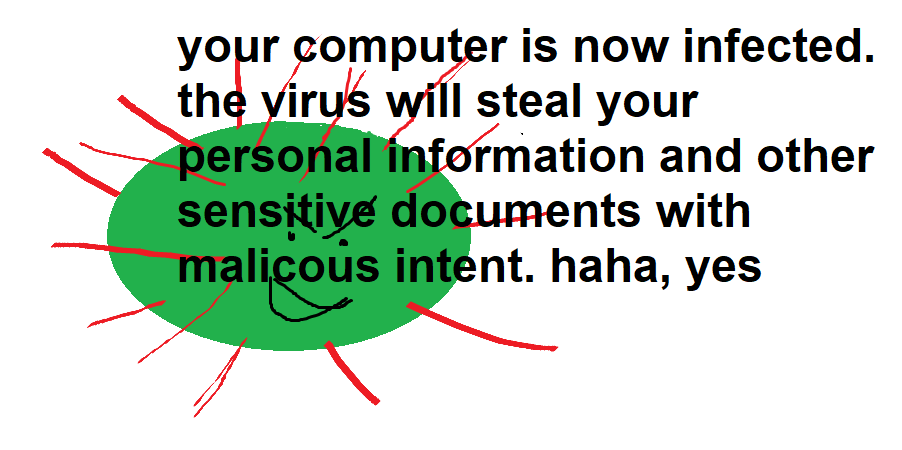 your computer is now infected.
the virus will steal your
personal information and other
sensitive documents with
malicous intent. haha, yes